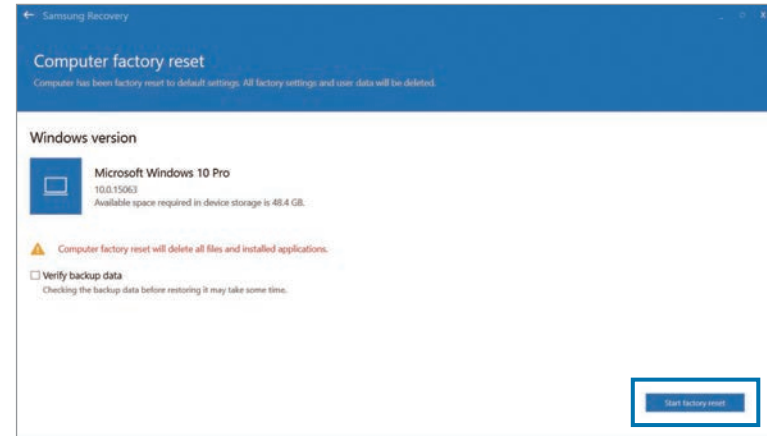 Samsung Recovery
Computer factory reset
Computer has been factory reset to default settings. All factory settings and user data will be deleted.
Windows version
Microsoft Windows 10 Pro
10.0.15063
Available space required in device storage is 48.4 GB.
Computer factory reset will delete all files and installed applications.
Verify backup data
Checking the backup data before restoring it may take some time.
Start factory reset